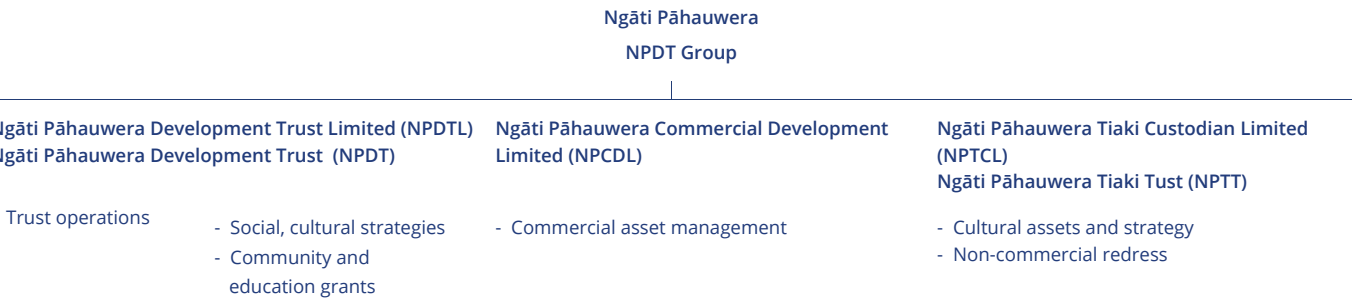 Ngāti Pāhauwera
NPDT Group
Ngāti Pāhauwera Development Trust Limited (NPDTL)
Ngāti Pāhauwera Development Trust (NPDT)
Trust operations
- Social, cultural strategies
- Community and
education grants
Ngāti Pāhauwera Commercial Development
Limited (NPCDL)
- Commercial asset management
Ngāti Pāhauwera Tiaki Custodian Limited
(NPTCL)
Ngāti Pāhauwera Tiaki Tust (NPTT)
- Cultural assets and strategy
- Non-commercial redress